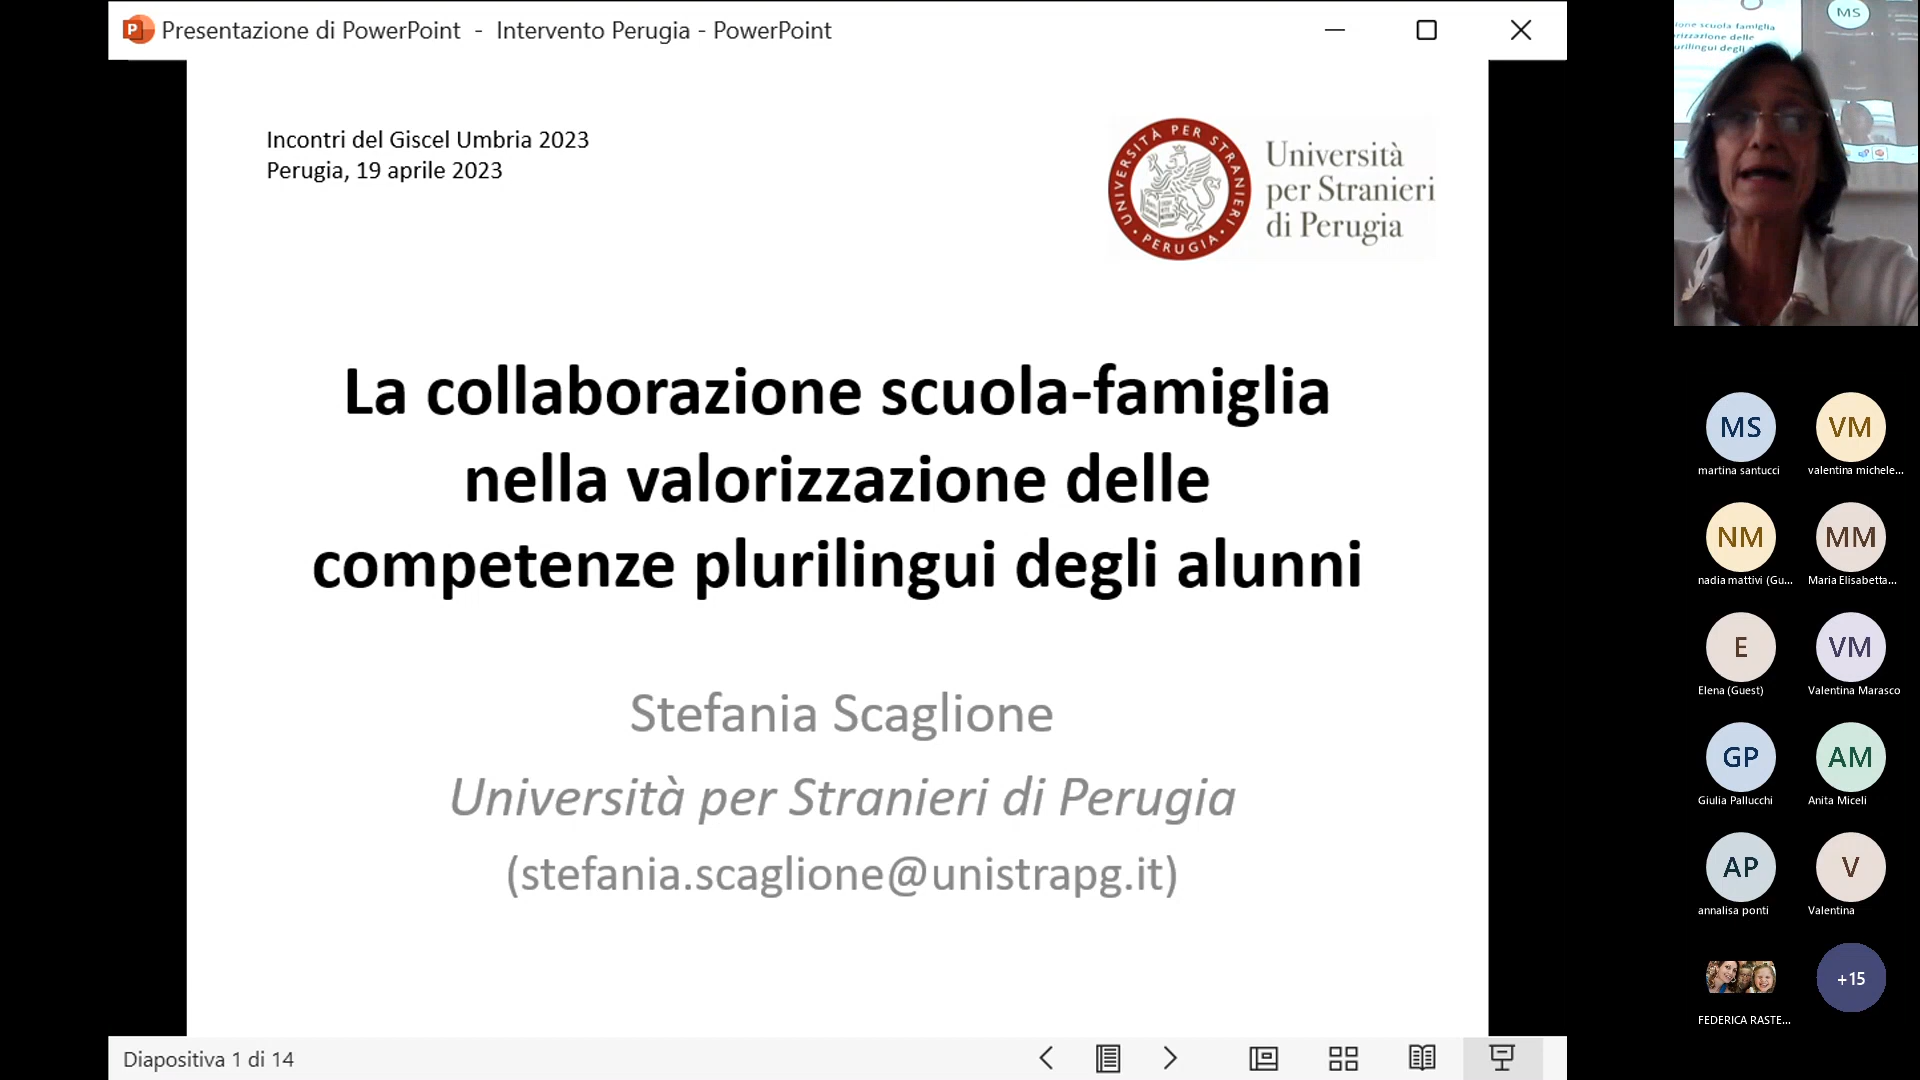 Presentazione di PowerPoint - Intervento Perugia - PowerPoint
Incontri del Giscel Umbria 2023
Perugia, 19 aprile 2023
UNIVERSITÀ PER STRANIERI
PERUGIA
Università
per Stranieri
di Perugia
La collaborazione scuola-famiglia
nella valorizzazione delle
competenze plurilingui degli alunni
Stefania Scaglione
Università per Stranieri di Perugia
(stefania.scaglione@unistrapg.it)
Diapositiva 1 di 14
MS
scuola famiglia
delle
MS
martina santucci
VM
valentina michele...
NM
nadia mattivi (Gu...
MM
Maria Elisabetta...
E
Elena (Guest)
VM
Valentina Marasco
GP
Giulia Pallucchi
AM
Anita Miceli
AP
annalisa ponti
V
Valentina
FEDERICA RASTE...
+15